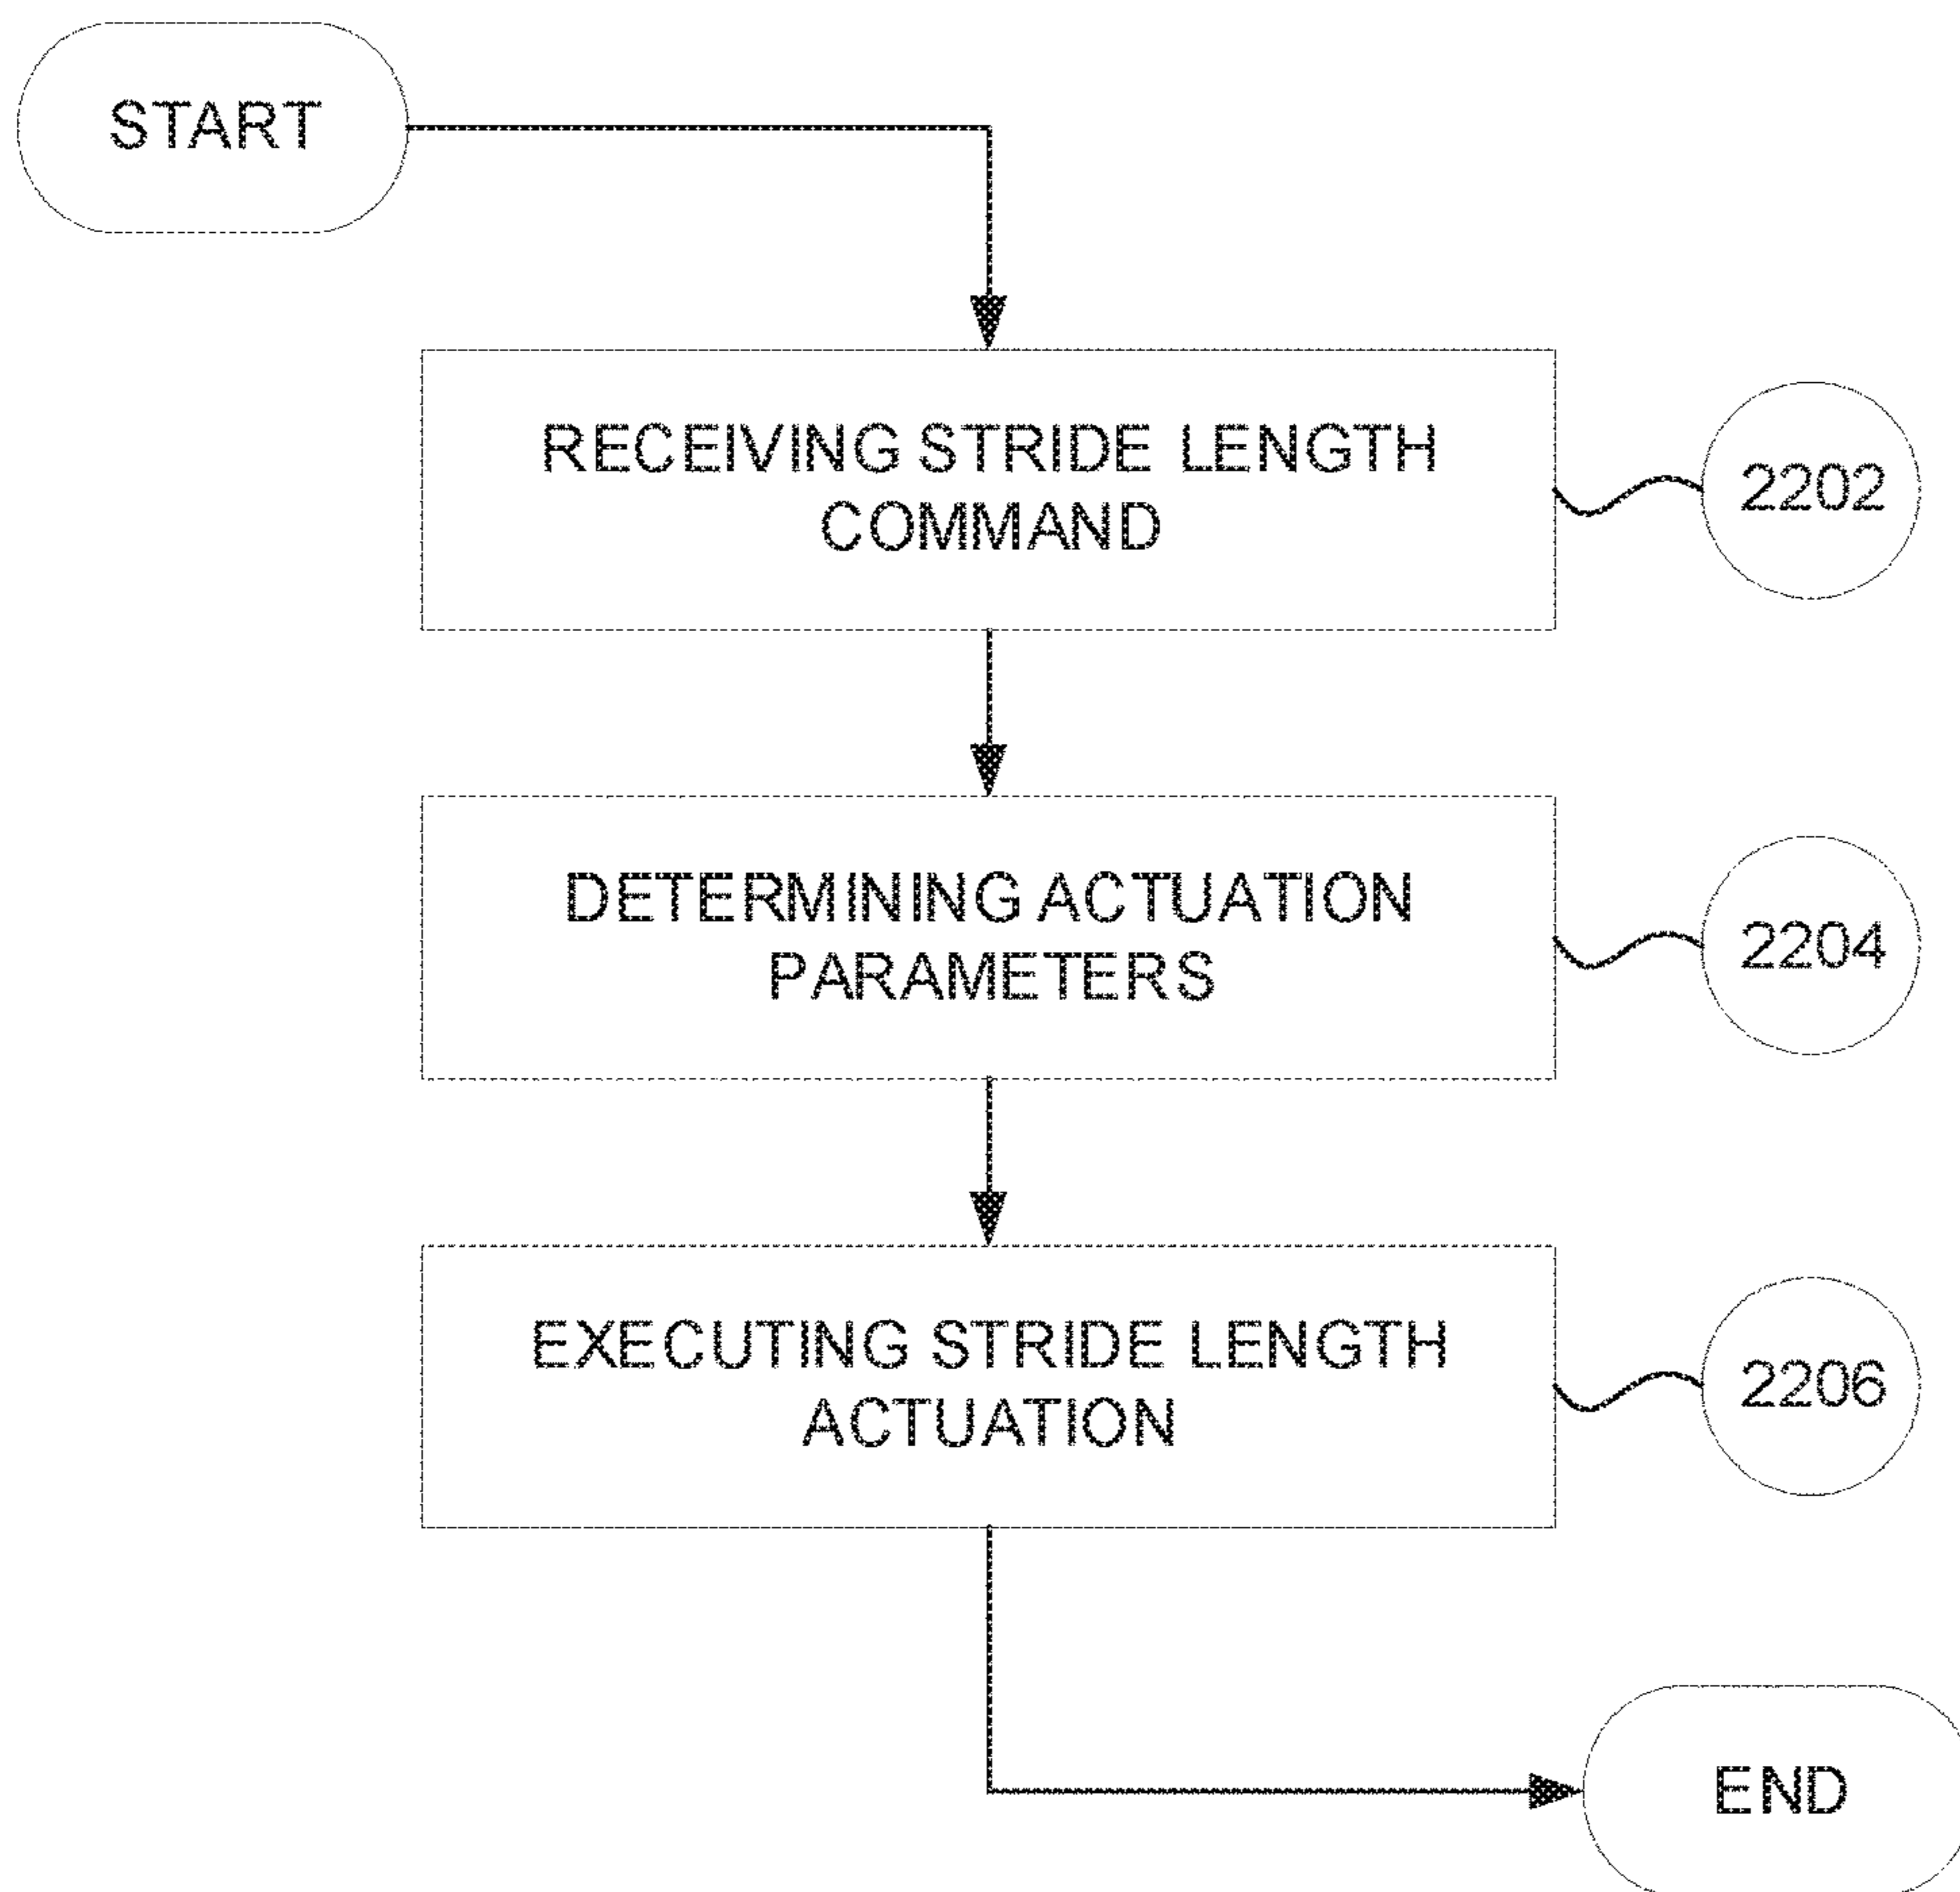 START
RECEIVING STRIDE LENGTH
COMMAND
2202
DETERMINING ACTUATION
PARAMETERS
2204
EXECUTING STRIDE LENGTH
ACTUATION
2206
END